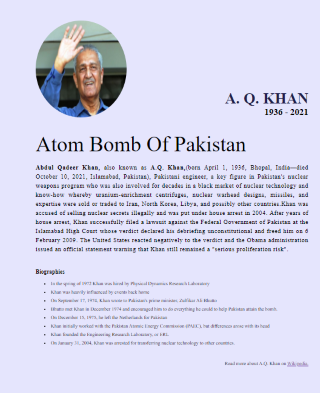 A. Q. KHAN
1936 - 2021
Atom Bomb Of Pakistan
Abdul Qadeer Khan, also known as A.Q. Khan,(born April 1, 1936, Bhopal, India—died
October 10, 2021, Islamabad, Pakistan), Pakistani engineer, a key figure in Pakistan's nuclear
weapons program who was also involved for decades in a black market of nuclear technology and
know-how whereby uranium-enrichment centrifuges, nuclear warhead designs, missiles, and
expertise were sold or traded to Iran, North Korea, Libya, and possibly other countries.Khan was
accused of selling nuclear secrets illegally and was put under house arrest in 2004. After years of
house arrest, Khan successfully filed a lawsuit against the Federal Government of Pakistan at the
Islamabad High Court whose verdict declared his debriefing unconstitutional and freed him on 6
February 2009. The United States reacted negatively to the verdict and the Obama administration
issued an official statement warning that Khan still remained a "serious proliferation risk".
Biographies
In the spring of 1972 Khan was hired by Physical Dynamics Research Laboratory
Khan was heavily influenced by events back home
On September 17, 1974, Khan wrote to Pakistan's prime minister, Zulfikar Ali Bhutto
Bhutto met Khan in December 1974 and encouraged him to do everything he could to help Pakistan attain the bomb.
On December 15, 1975, he left the Netherlands for Pakistan
Khan initially worked with the Pakistan Atomic Energy Commission (PAEC), but differences arose with its head
Khan founded the Engineering Research Laboratory, or ERL.
On January 31, 2004, Khan was arrested for transferring nuclear technology to other countries.
Read more about A.Q. Khan on Wikipedia.